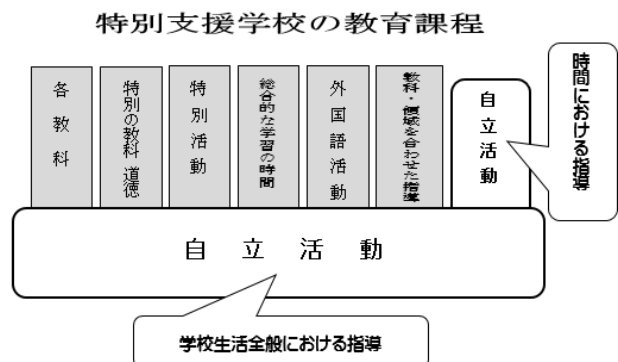 特別支援学校の教育課程
各教科
特別の教科 道徳
特別活動
総合的な学習の時間
外国語活動
教科・領域を合わせた指導
自立活動
時間における指導
自立活動
学校生活全般における指導